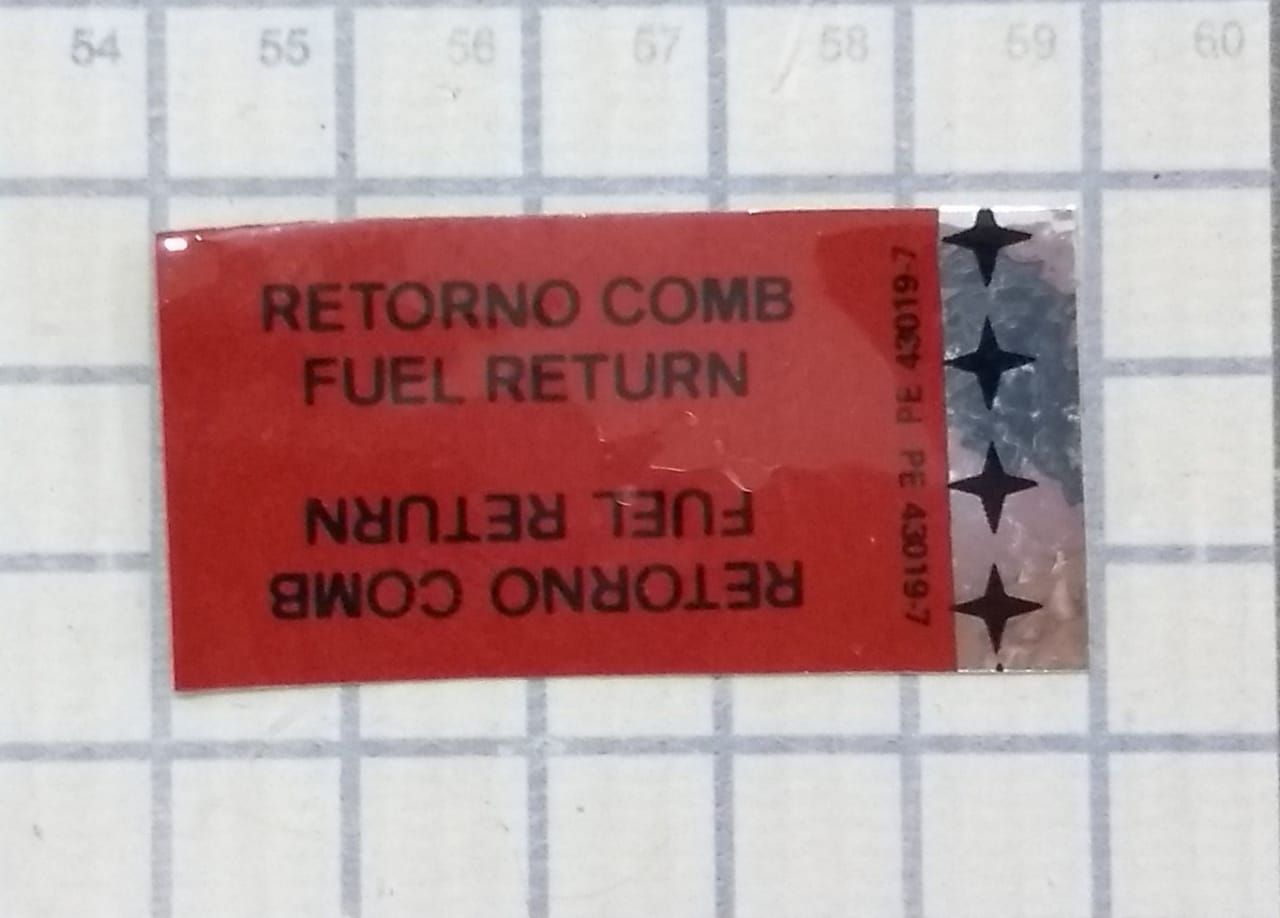 54 55 56 57 58 59 60
RETORNO COMB
FUEL RETURN
FUEL RETURN
RETORNO COMB
PE 43019-7
PE 43019-7